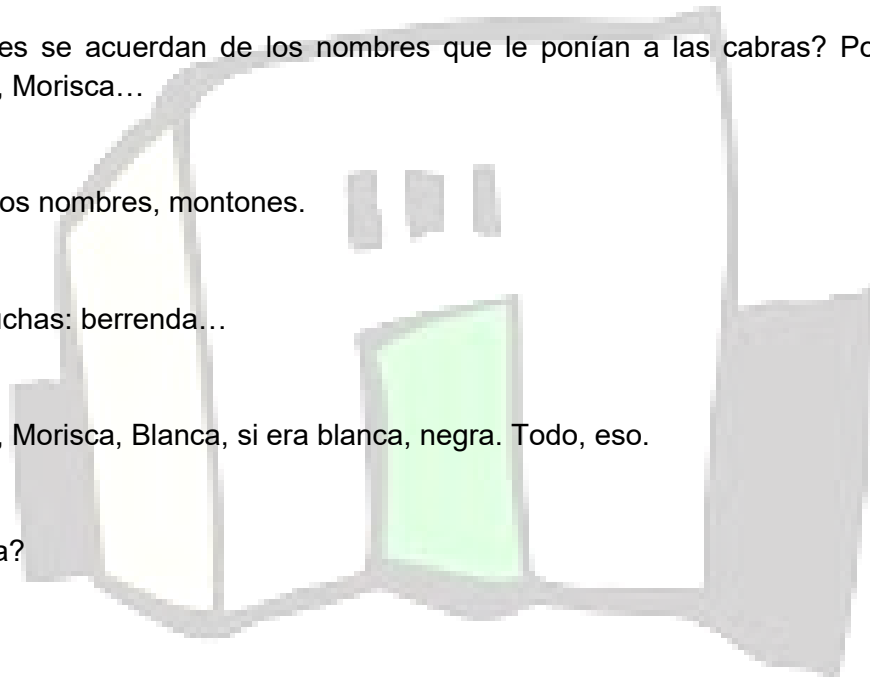 es se acuerdan de los nombres que le ponían a las cabras? Po
, Morisca…
os nombres, montones.
uchas: berrenda…
, Morisca, Blanca, si era blanca, negra. Todo, eso.
a?